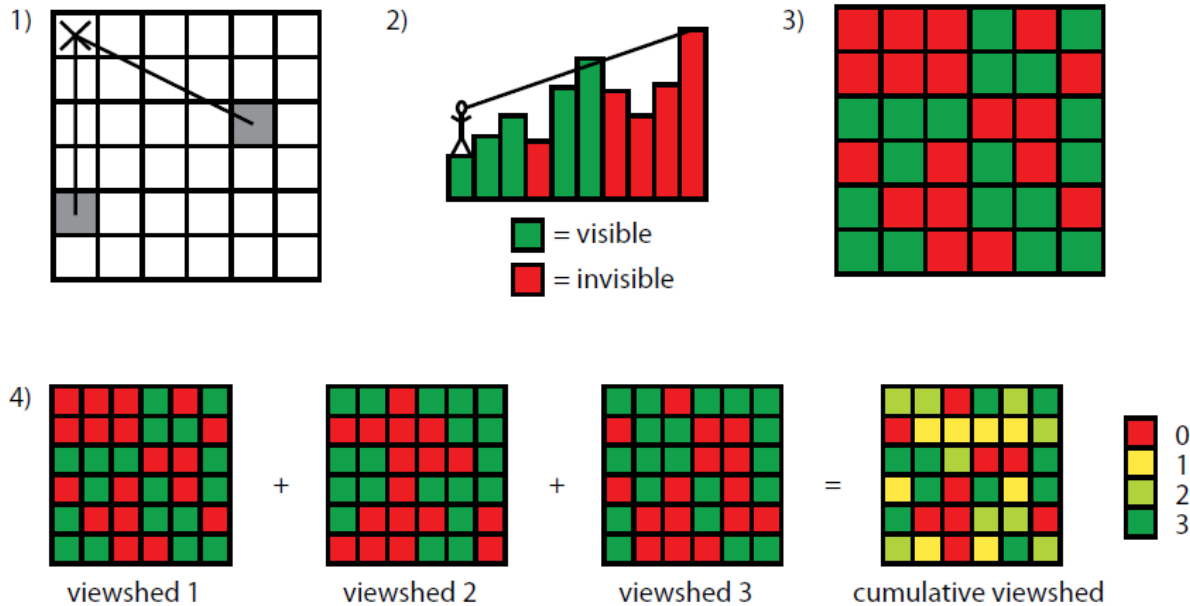 1)
2)
3)
= visible
= invisible
4)
+
+
=
0
1
2
3
viewshed 1
viewshed 2
viewshed 3
cumulative viewshed